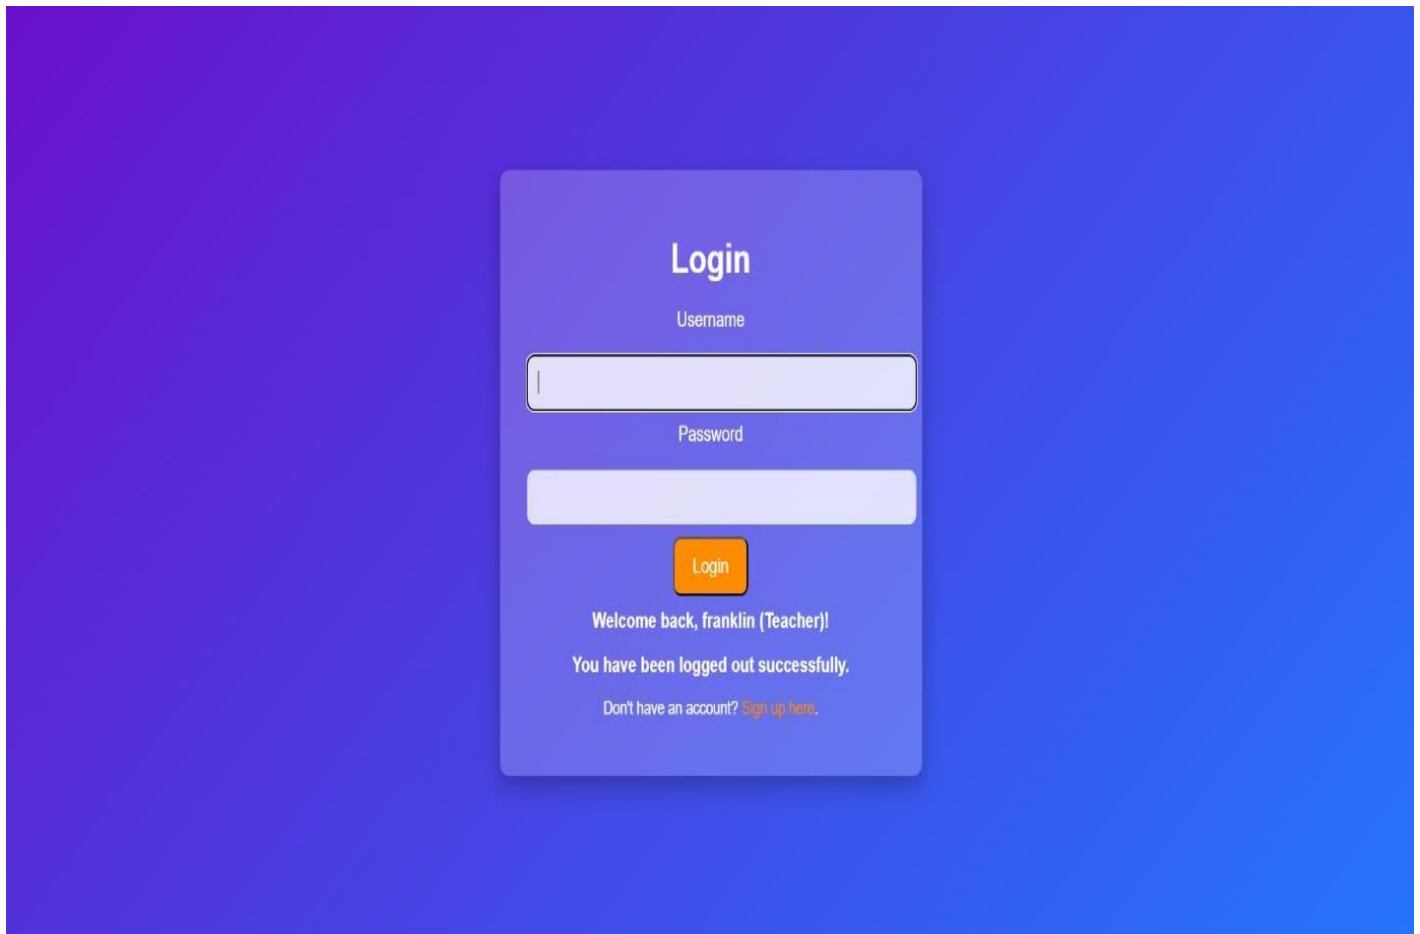 Login
Username
Password
Login
Welcome back, franklin (Teacher)!
You have been logged out successfully.
Don't have an account? Sign up here.